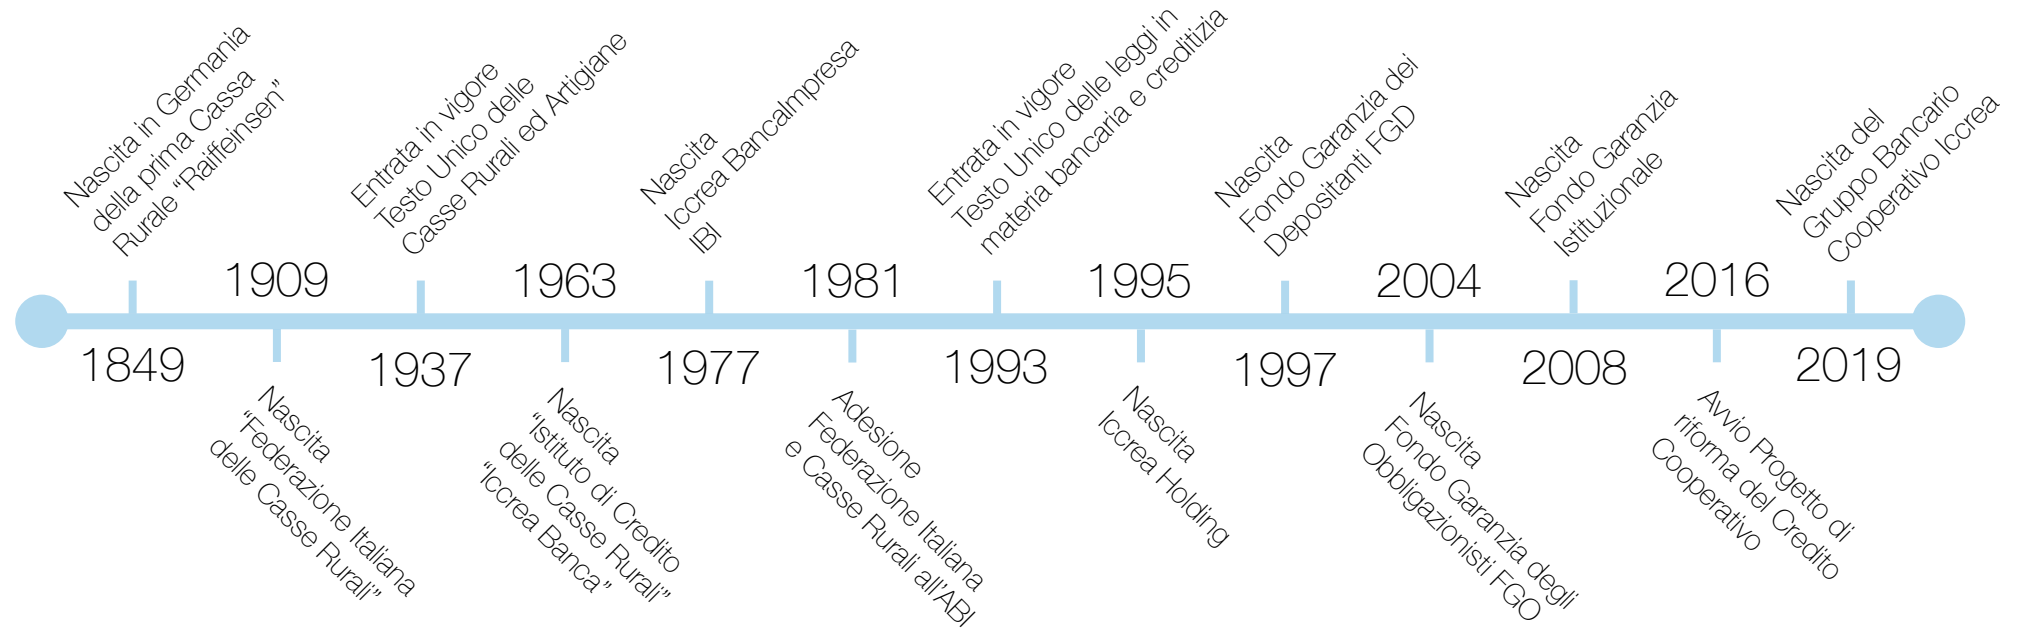 Nascita in Germania
della prima Cassa
Rurale “Raiffeinsen”
1849
1909
Nascita
“Federazione Italiana
delle Casse Rurali”
Entrata in vigore
Testo Unico delle
Casse Rurali ed Artigiane
1937
1963
Nascita
“Istituto di Credito
delle Casse Rurali”
“Iccrea Banca”
Nascita
Iccrea BancaImpresa
IBI
1977
1981
Adesione
Federazione Italiana
e Casse Rurali all’ABI
Entrata in vigore
Testo Unico delle leggi in
materia bancaria e creditizia
1993
1995
Nascita
Iccrea Holding
Nascita
Fondo Garanzia dei
Depositanti FGD
1997
2004
Nascita
Fondo Garanzia degli
Obbligazionisti FGO
Nascita
Fondo Garanzia
Istituzionale
2008
2016
Avvio Progetto di
riforma del Credito
Cooperativo
Nascita del
Gruppo Bancario
Cooperativo Iccrea
2019